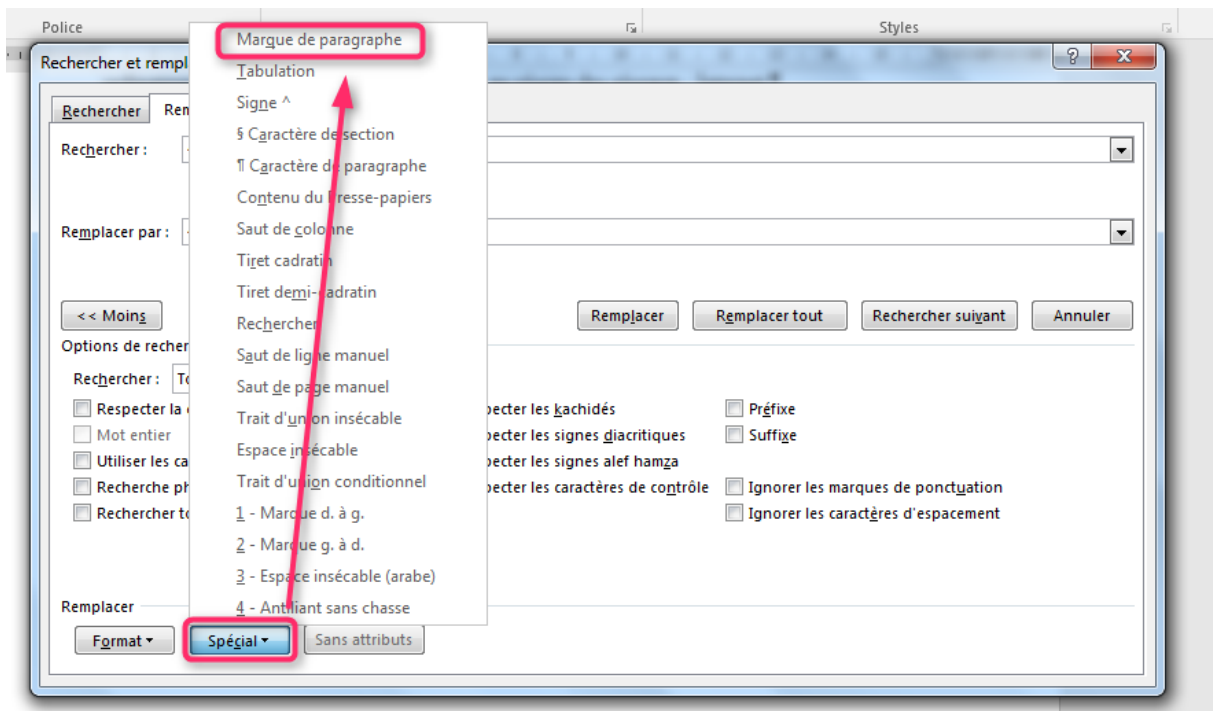 Police
Styles
Rechercher et rempl
Rechercher
Rem
Rechercher :
Remplacer par :
Marque de paragraphe
Tabulation
Signe ^
§ Caractère de section
¶ Caractère de paragraphe
Contenu du Presse-papiers
Saut de colonne
Tiret cadratin
Tiret demi-cadratin
Rechercher
Saut de ligne manuel
Saut de page manuel
Trait d'union insécable
Espace insécable
Trait d'union conditionnel
1 - Marque d. à g.
2 - Marque g. à d.
3 - Espace insécable (arabe)
4 - Antiliant sans chasse
<< Moins
Remplacer
Remplacer tout
Rechercher suivant
Annuler
Options de recher
Rechercher : To
Respecter la
Mot entier
Utiliser les ca
Recherche ph
Rechercher to
pecter les kachidés
pecter les signes diacritiques
pecter les signes alef hamza
pecter les caractères de contrôle
Préfixe
Suffixe
Ignorer les marques de ponctuation
Ignorer les caractères d'espacement
Remplacer
Format
Spécial
Sans attributs